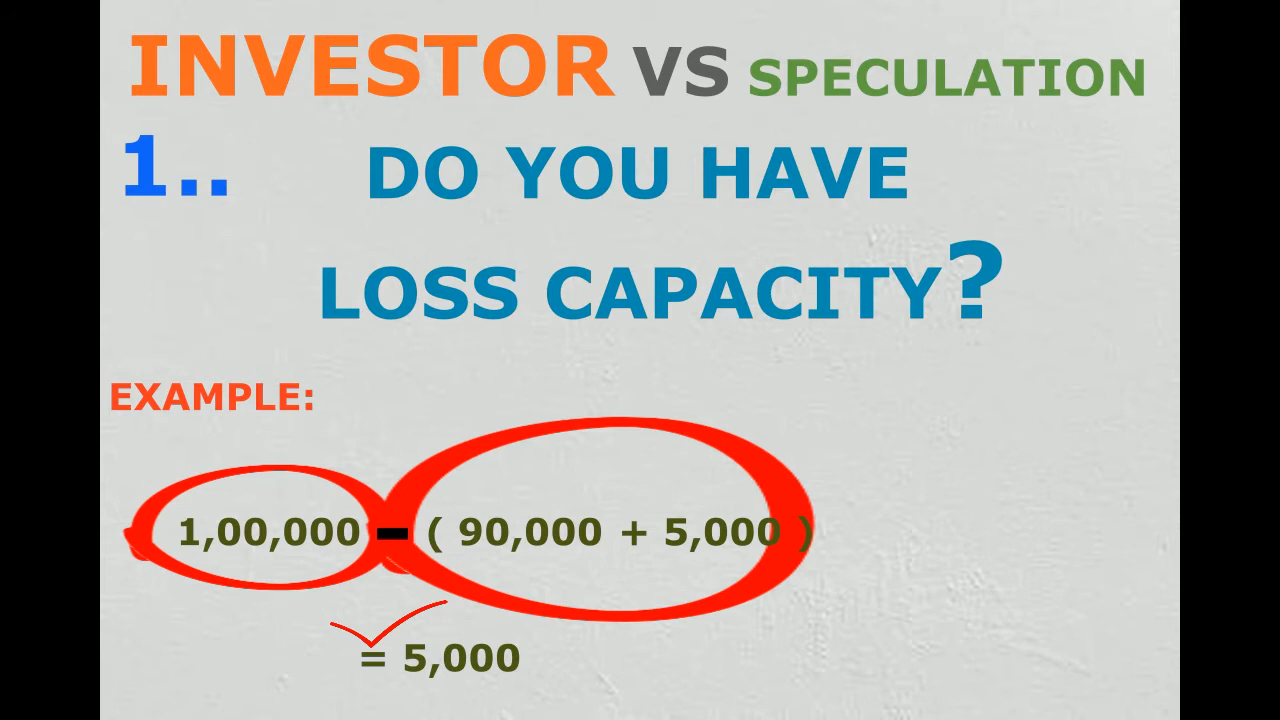 INVESTOR VS SPECULATION
1.. DO YOU HAVE
LOSS CAPACITY?
EXAMPLE:
1,00,000 - ( 90,000 + 5,000 )
= 5,000